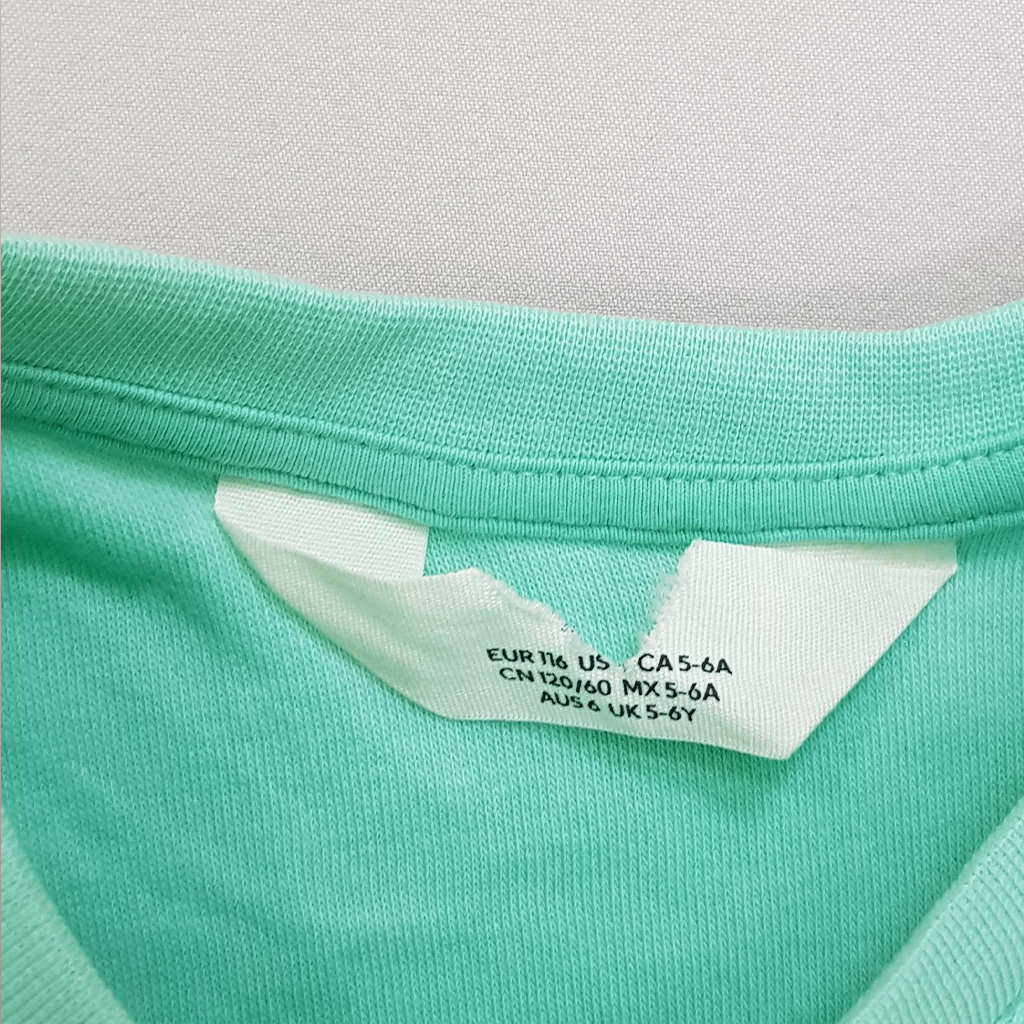 EUR 116 US CA 5-6A
CN 120/60 MX 5-6A
AUS 6 UK 5-6Y